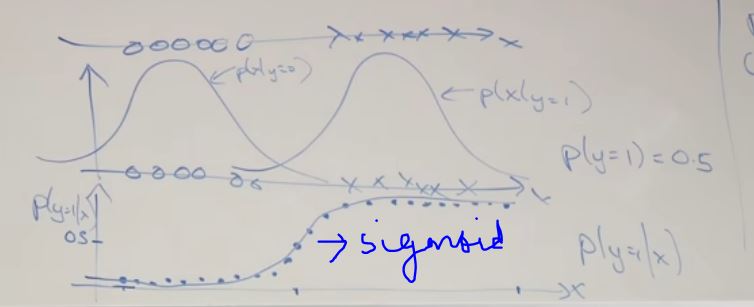 x
p(x|y=0)
p(x|y=1)
p(y=1) = 0.5
x
p(y=1|x)
0.5
→ sigmoid
p(y=1|x)
x